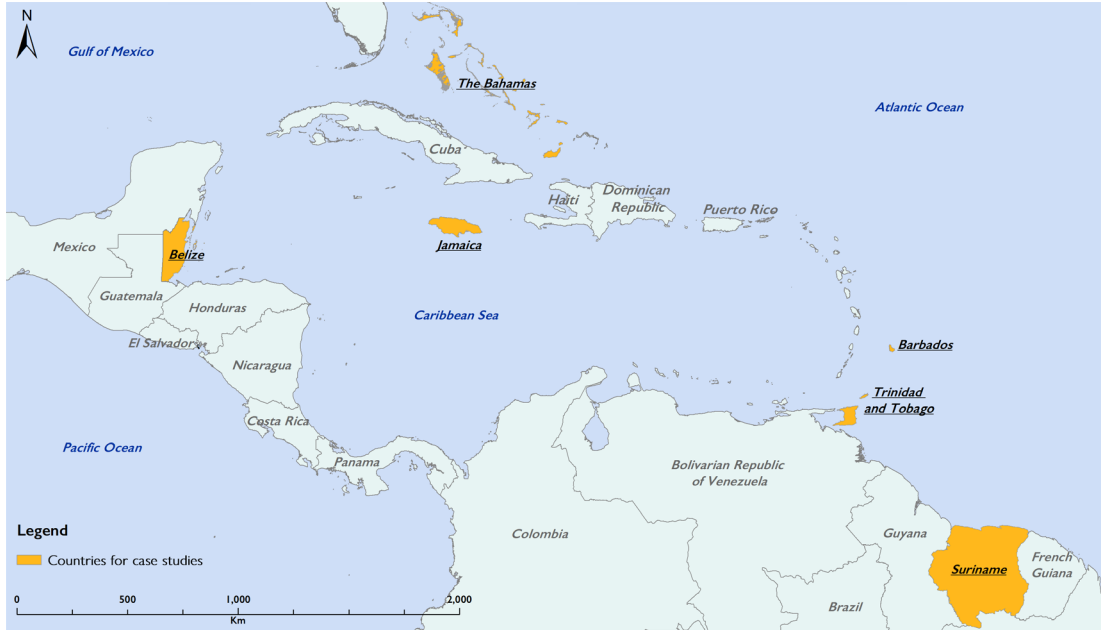 N
Gulf of Mexico
The Bahamas
Atlantic Ocean
Cuba
Haïti
Dominican
Republic
Puerto Rico
Mexico
Belize
Jamaica
Guatemala
Honduras
Caribbean Sea
El Salvador
Barbados
Nicaragua
Trinidad
and Tobago
Costa Rica
Pacific Ocean
Panama
Bolivarian Republic
of Venezuela
Colombia
Guyana
French
Guiana
Suriname
Brazil
Legend
Countries for case studies
0 500 1,000 2,000
Km